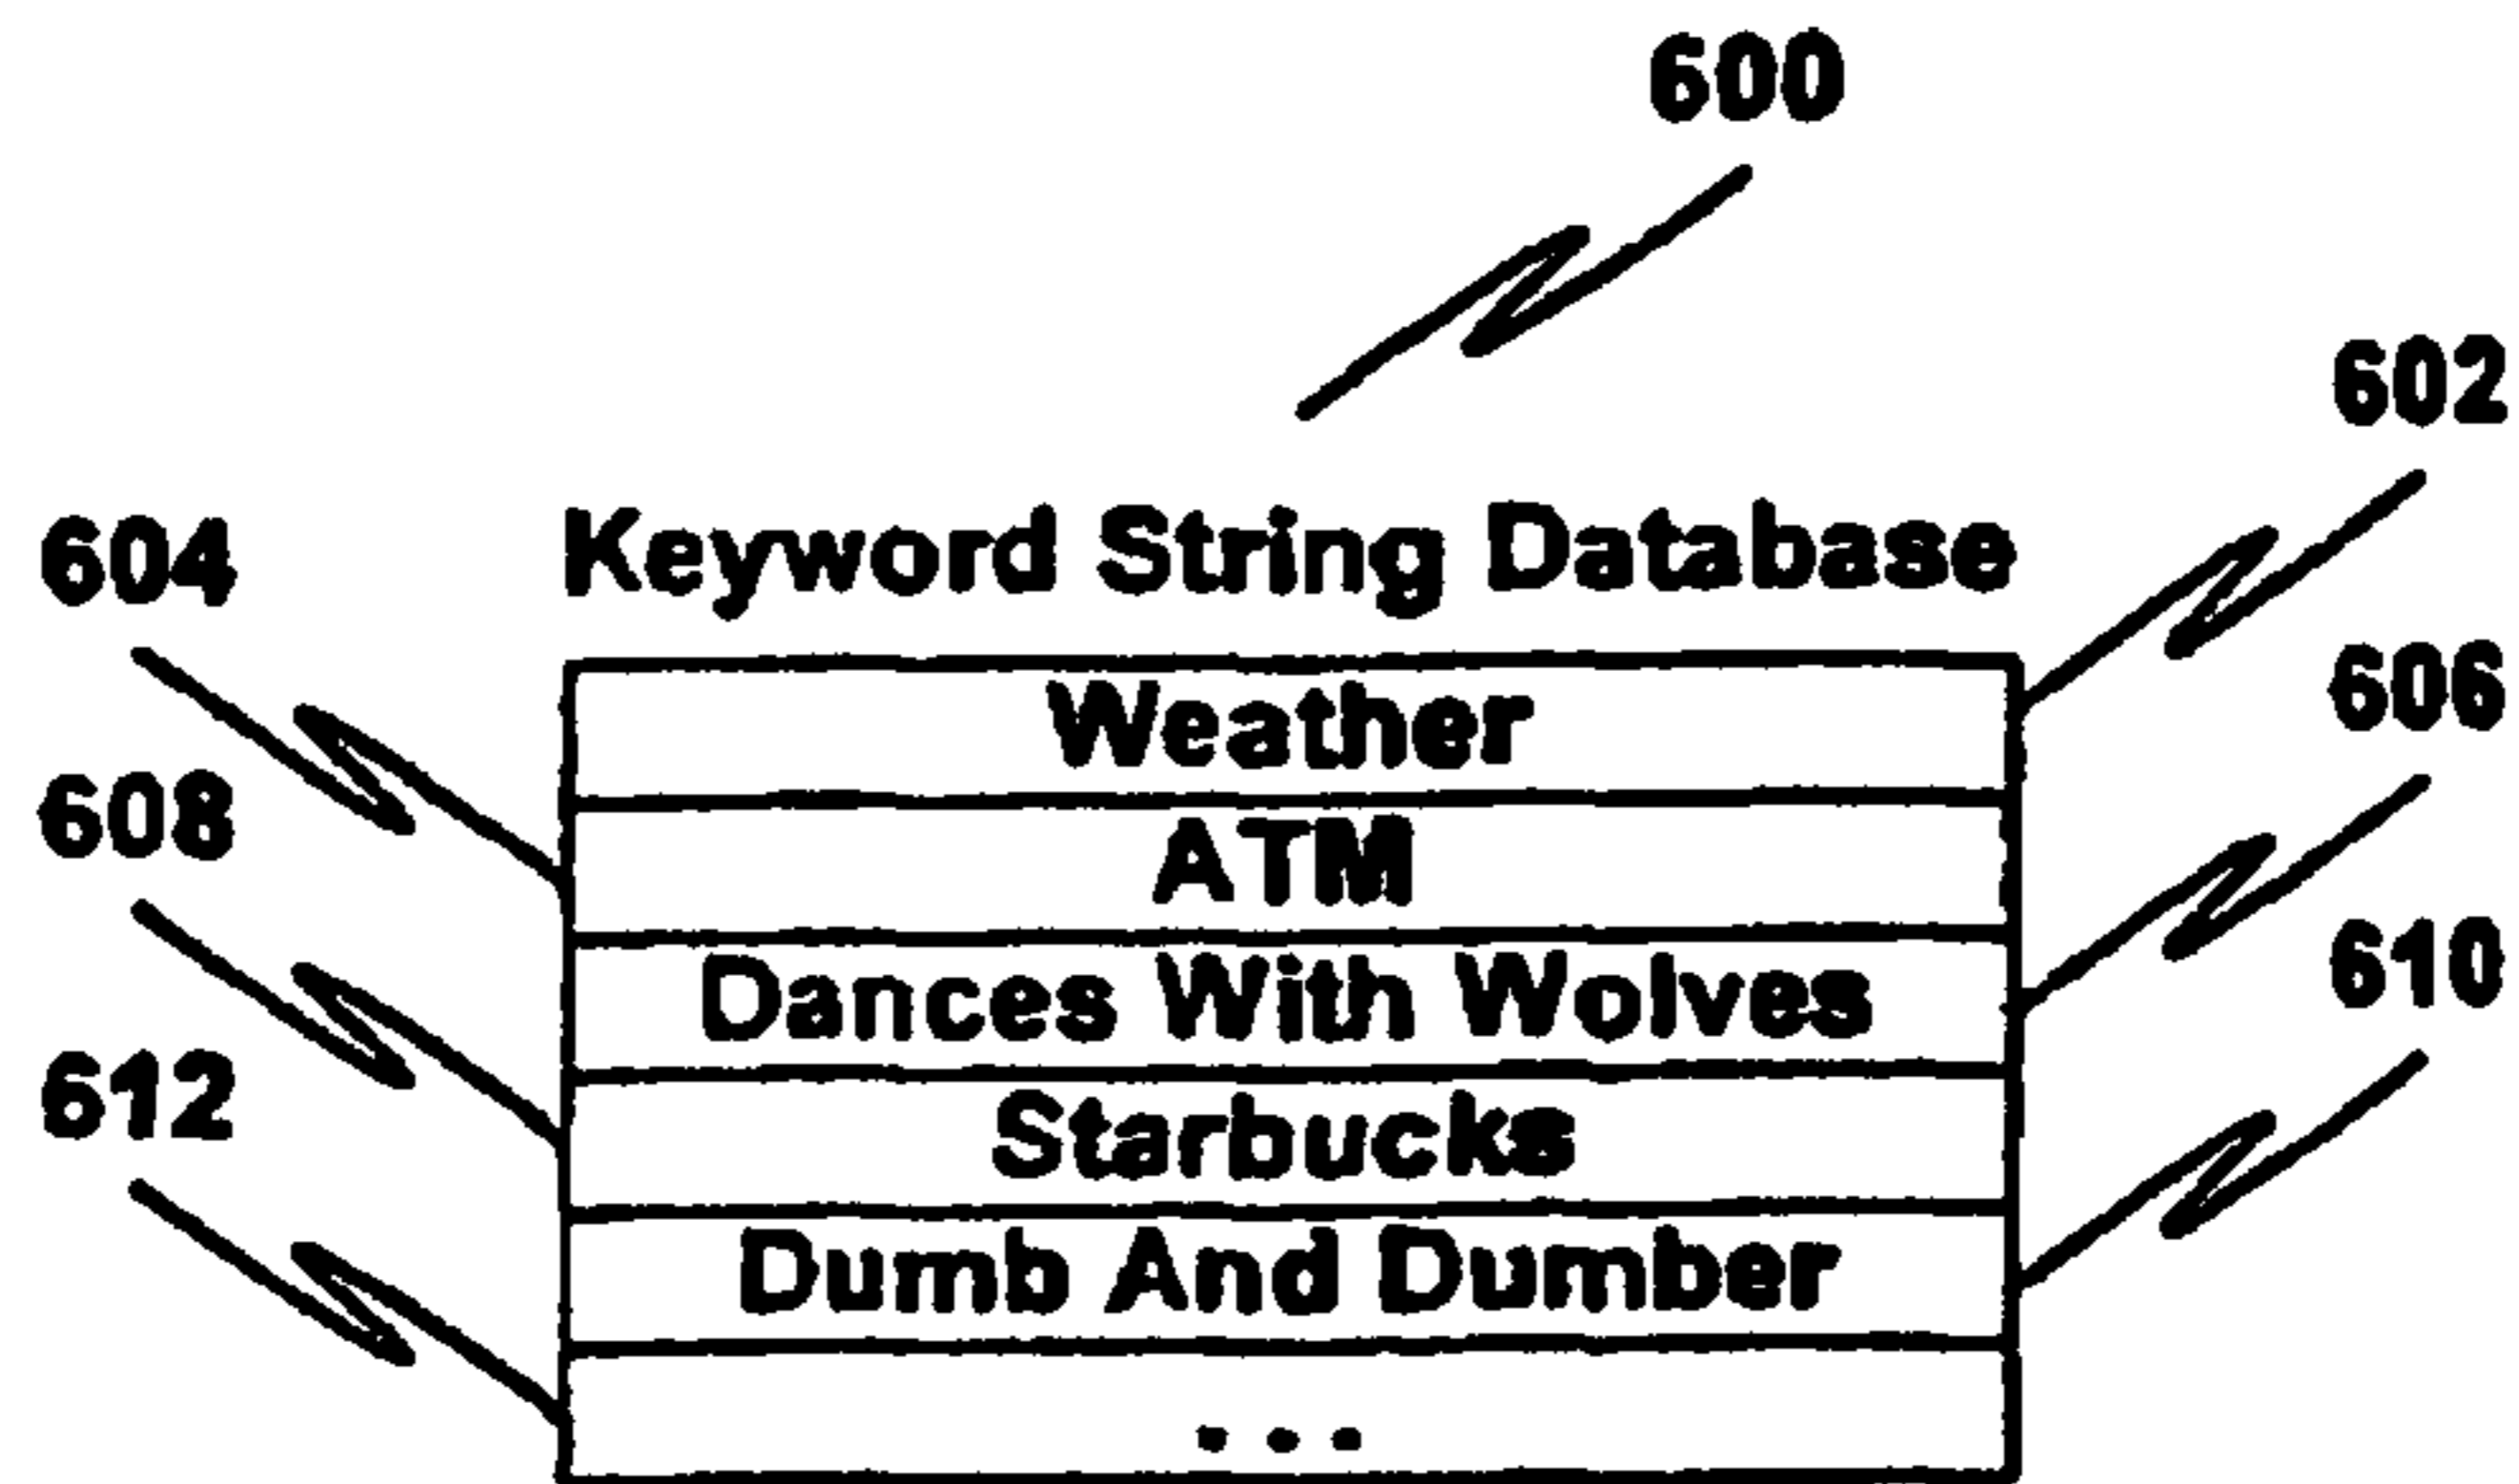 600
602
604
Keyword String Database
606
Weather
608
ATM
610
Dances With Wolves
612
Starbucks
Dumb And Dumber
...